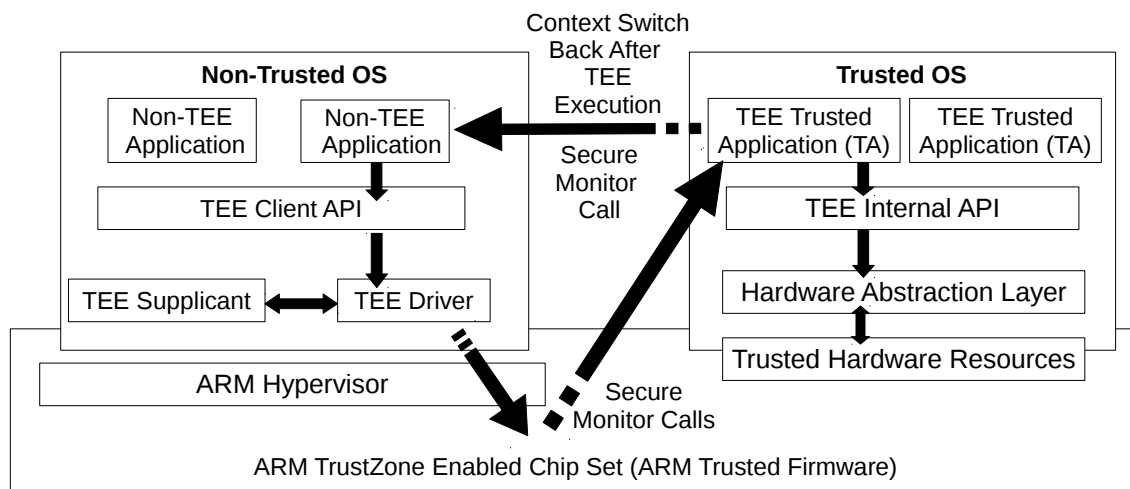 Context Switch
Back After
TEE
Execution
Non-Trusted OS
Non-TEE
Application
Non-TEE
Application
TEE Client API
TEE Supplicant
TEE Driver
Secure
Monitor
Call
Trusted OS
TEE Trusted
Application (TA)
TEE Trusted
Application (TA)
TEE Internal API
Hardware Abstraction Layer
Trusted Hardware Resources
ARM Hypervisor
Secure
Monitor Calls
ARM TrustZone Enabled Chip Set (ARM Trusted Firmware)